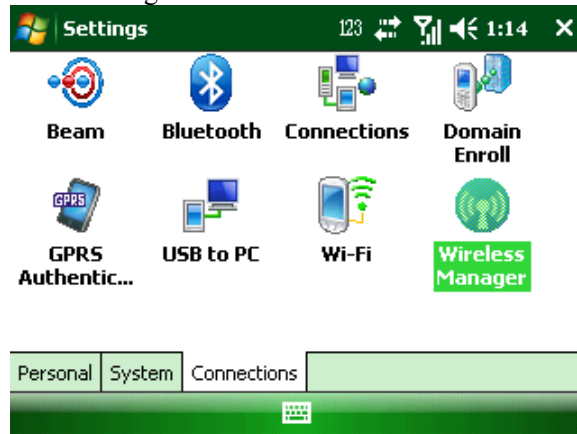 Settings 123 1:14
Beam Bluetooth Connections Domain Enroll
GPRS
GPRS Authentic... USB to PC Wi-Fi Wireless Manager
Personal System Connections